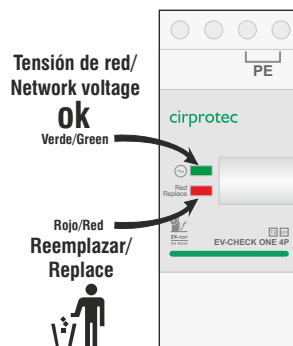 Tensión de red/
Network voltage
ok
Verde/Green
Rojo/Red
Reemplazar/
Replace
PE
cirprotec
Red
Replace
EV-CHECK ONE 4P